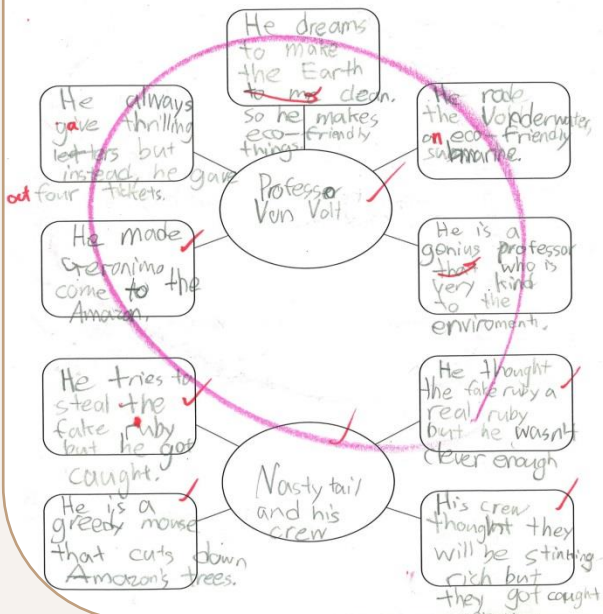 He dreams
to make
the Earth
to my clean.
so he makes
eco-friendly
things.
He always
gave thrilling
letters but
instead, he gave
out four tickets.
He rode
the Vonderwater,
an eco-friendly
submarine.
Professor
Von Volt
He made
Geronimo
come to the
Amazon.
He is a
genius professor
that who is
very kind
to the
enviroment.
He tries to
steal the
fake ruby
but he got
caught.
He thought
the fake ruby a
real ruby
but he wasn't
clever enough
Nasty tail
and his
crew
He is a
greedy mouse
that cuts down
Amazon's trees.
His crew
thought they
will be stinking
rich but
they got caught